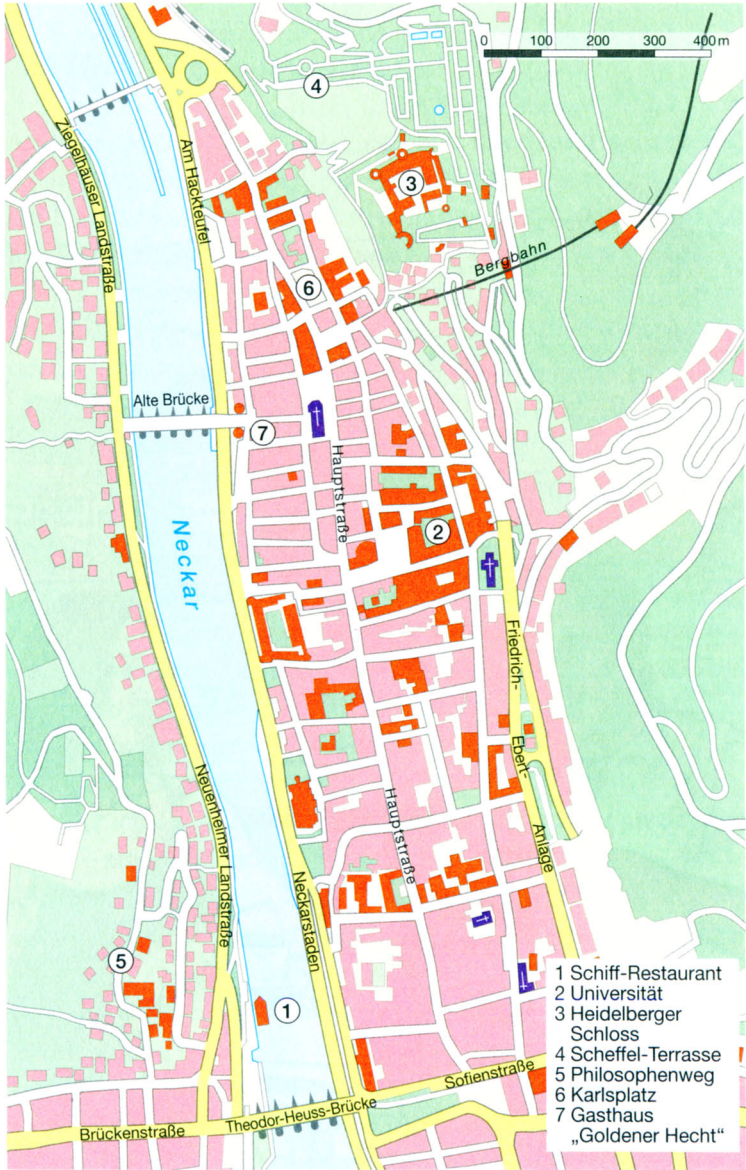 0 100 200 300 400 m
4
Ziegelhäuser Landstraße
Am Hackteufel
3
Bergbahn
6
Alte Brücke
7
Hauptstraße
2
Neckar
Friedrich-
Ebert-
Anlage
Neuenheimer Landstraße
Hauptstraße
Neckarstaden
5
1
1 Schiff-Restaurant
2 Universität
3 Heidelberger
Schloss
4 Scheffel-Terrasse
5 Philosophenweg
6 Karlsplatz
7 Gasthaus
„Goldener Hecht“
Sofienstraße
Theodor-Heuss-Brücke
Brückenstraße